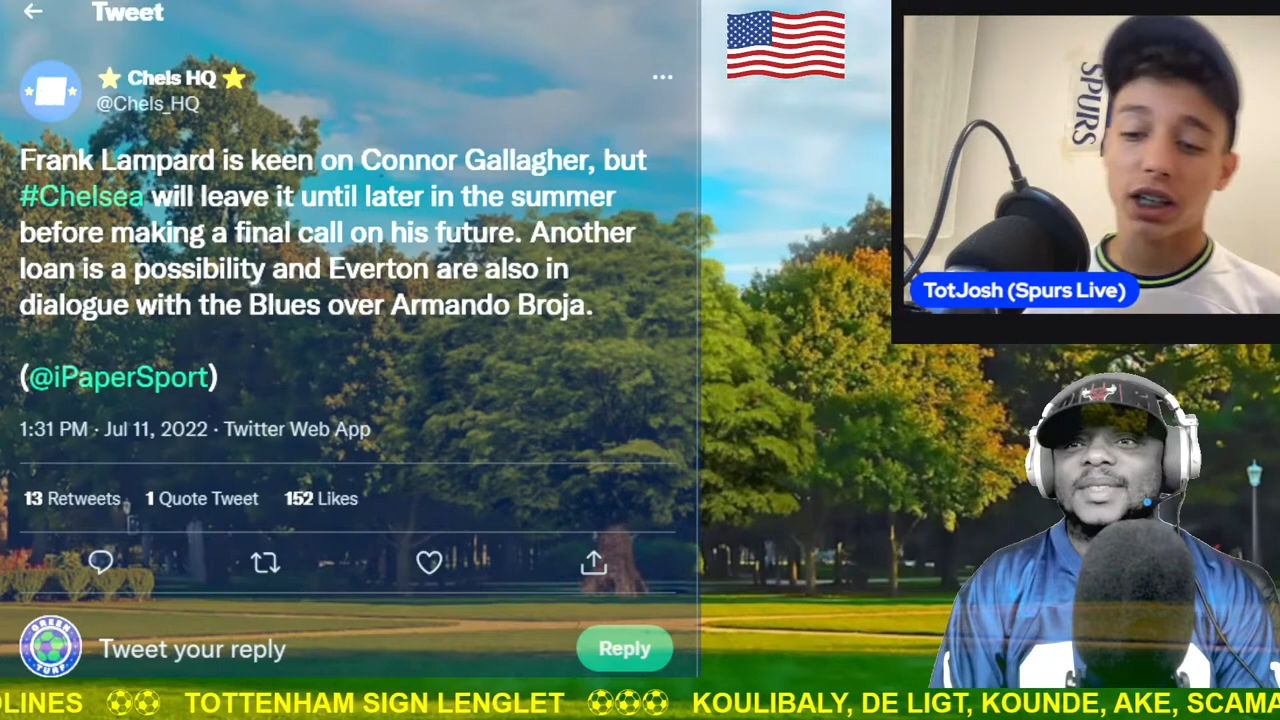 Tweet
Chels HQ
@Chels_HQ
Frank Lampard is keen on Connor Gallagher, but
#Chelsea will leave it until later in the summer
before making a final call on his future. Another
loan is a possibility and Everton are also in
dialogue with the Blues over Armando Broja.
(@iPaperSport)
1:31 PM · Jul 11, 2022 · Twitter Web App
13 Retweets 1 Quote Tweet 152 Likes
GREEN
TURF
Tweet your reply
Reply
SPURS
TotJosh (Spurs Live)
LINES TOTTENHAM SIGN LENGLET KOULIBALY, DE LIGT, KOUNDE, AKE, SCAMA